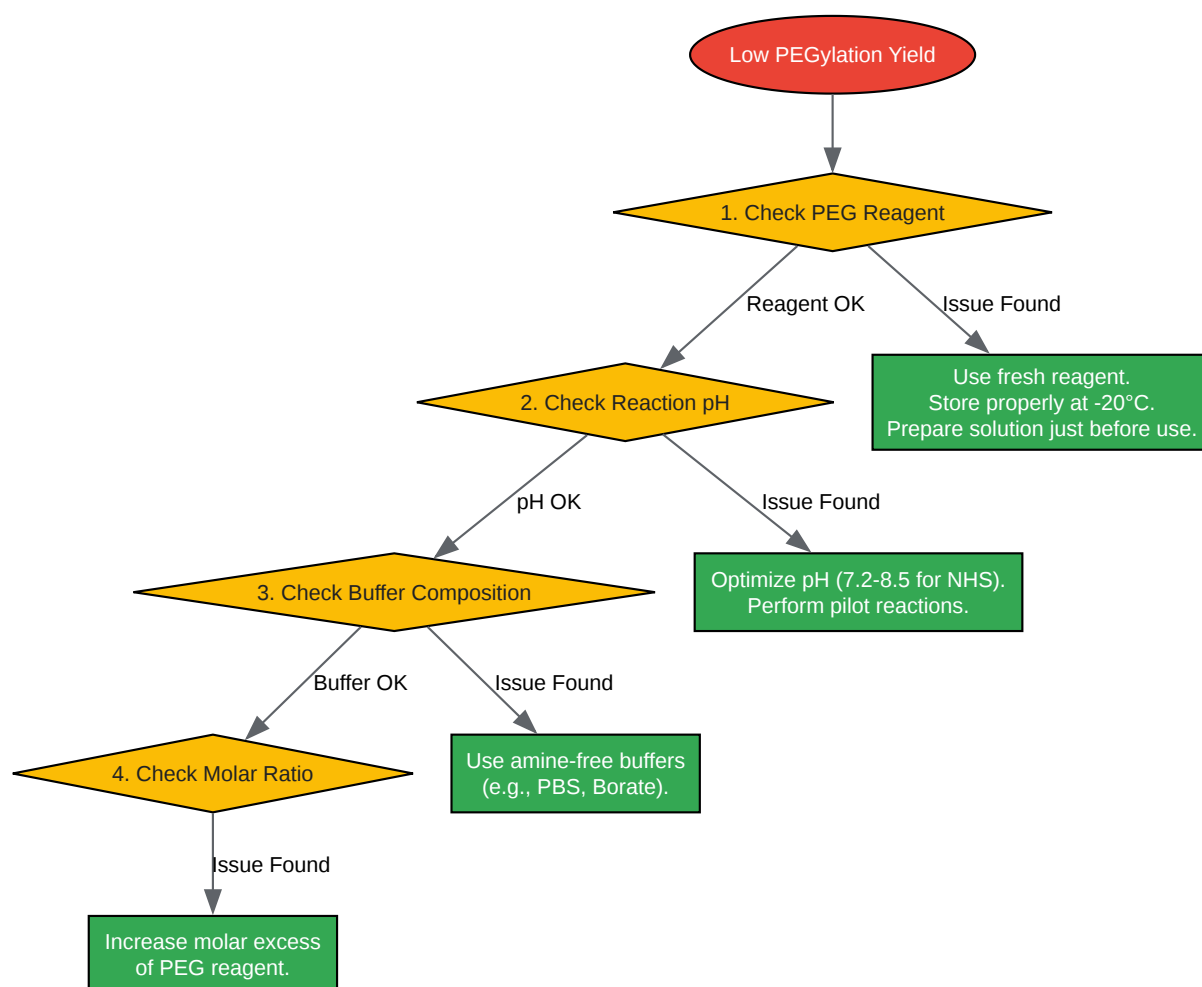 Low PEGylation Yield
1. Check PEG Reagent
Reagent OK
Issue Found
Use fresh reagent.
Store properly at -20°C.
Prepare solution just before use.
2. Check Reaction pH
pH OK
Issue Found
Optimize pH (7.2-8.5 for NHS).
Perform pilot reactions.
3. Check Buffer Composition
Buffer OK
Issue Found
Use amine-free buffers
(e.g., PBS, Borate).
4. Check Molar Ratio
Issue Found
Increase molar excess
of PEG reagent.